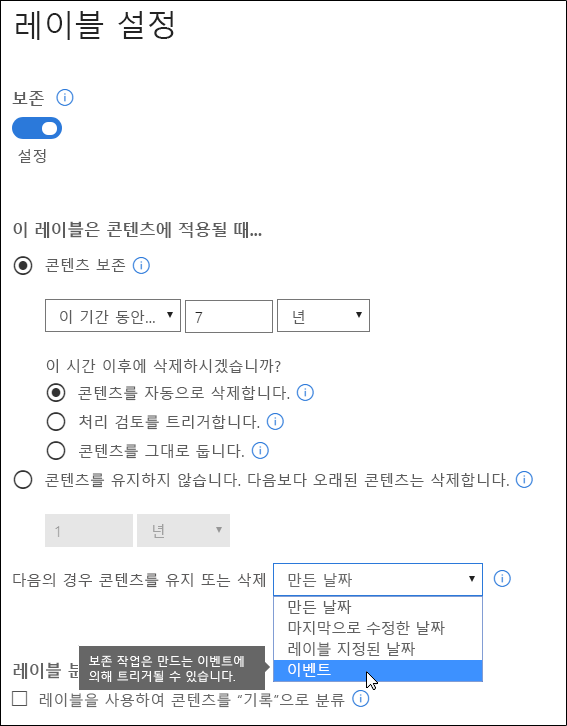 레이블 설정
보존
설정
이 레이블은 콘텐츠에 적용될 때...
콘텐츠 보존
이 기간 동안... 7 년
이 시간 이후에 삭제하시겠습니까?
콘텐츠를 자동으로 삭제합니다.
처리 검토를 트리거합니다.
콘텐츠를 그대로 둡니다.
콘텐츠를 유지하지 않습니다. 다음보다 오래된 콘텐츠는 삭제합니다.
1 년
다음의 경우 콘텐츠를 유지 또는 삭제 만든 날짜
만든 날짜
마지막으로 수정한 날짜
레이블 지정된 날짜
이벤트
보존 작업은 만드는 이벤트에
의해 트리거될 수 있습니다.
레이블
레이블을 사용하여 콘텐츠를 “기록”으로 분류